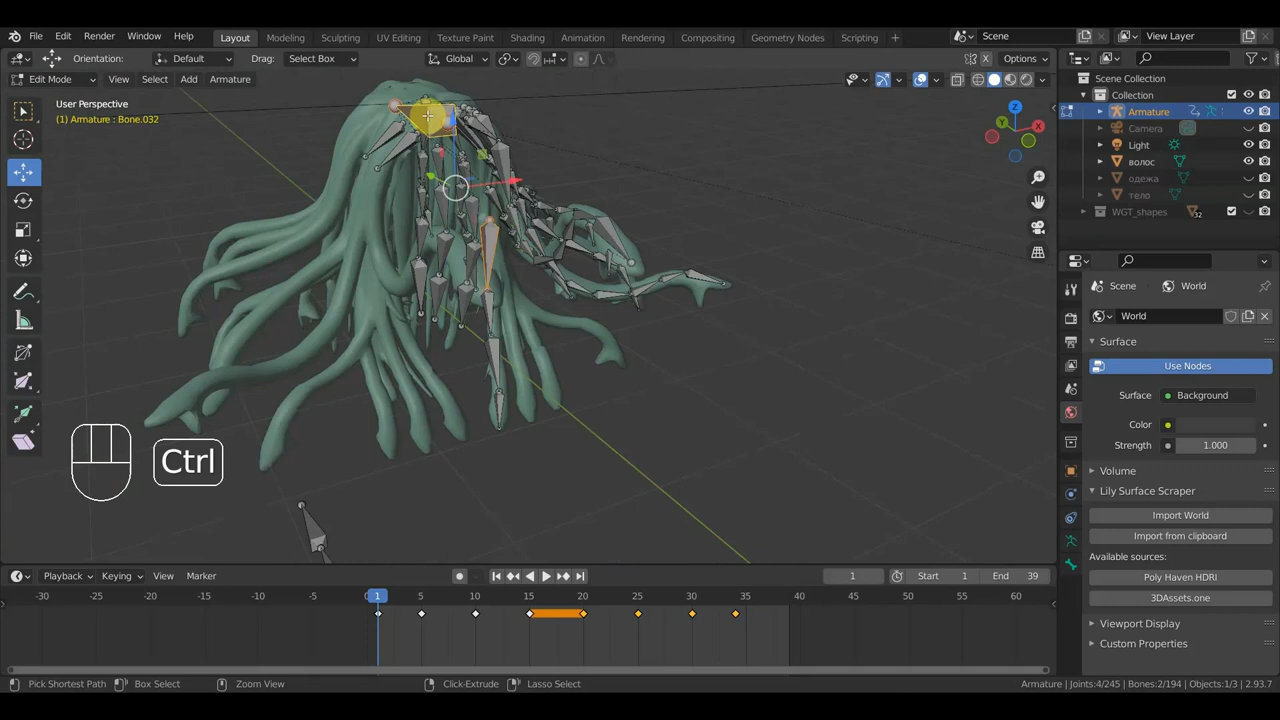 File Edit Render Window Help Layout Modeling Sculpting UV Editing Texture Paint Shading Animation Rendering Compositing Geometry Nodes Scripting + Scene View Layer
Orientation: Default Drag: Select Box Global Options
Edit Mode View Select Add Armature
User Perspective
(1) Armature : Bone.032
Z
Y
X
Scene Collection
Collection
Armature
Camera
Light
волос
одежа
тело
WGT_shapes 32
Scene World
World
Surface
Use Nodes
Surface Background
Color
Strength 1.000
Volume
Lily Surface Scraper
Import World
Import from clipboard
Available sources:
Poly Haven HDRI
3DAssets.one
Viewport Display
Custom Properties
Ctrl
Playback Keying View Marker 1 Start 1 End 39
-30 -25 -20 -15 -10 -5 1 5 10 15 20 25 30 35 40 45 50 55 60
Pick Shortest Path Box Select Zoom View Click-Extrude Lasso Select Armature | Joints:4/245 | Bones:2/194 | Objects:1/3 | 2.93.7